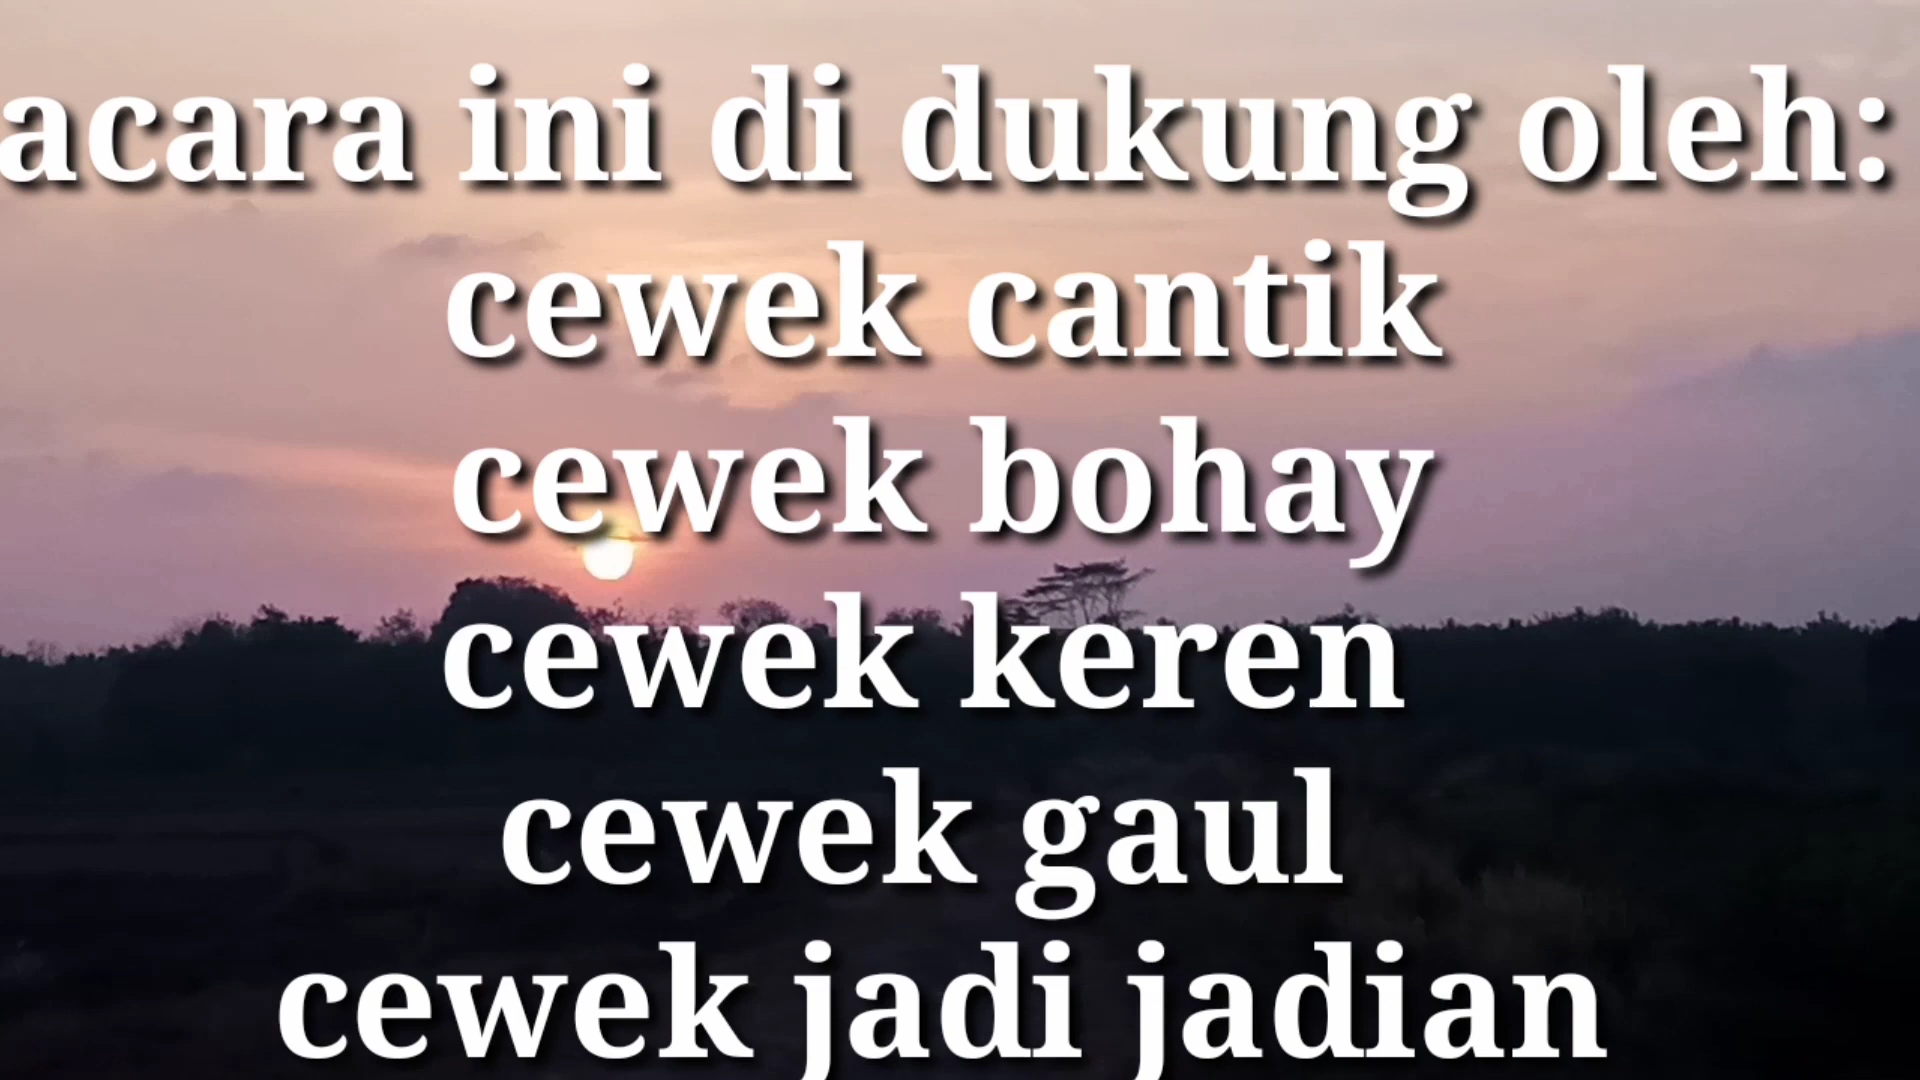 acara ini di dukung oleh:
cewek cantik
cewek bohay
cewek keren
cewek gaul
cewek jadi jadian